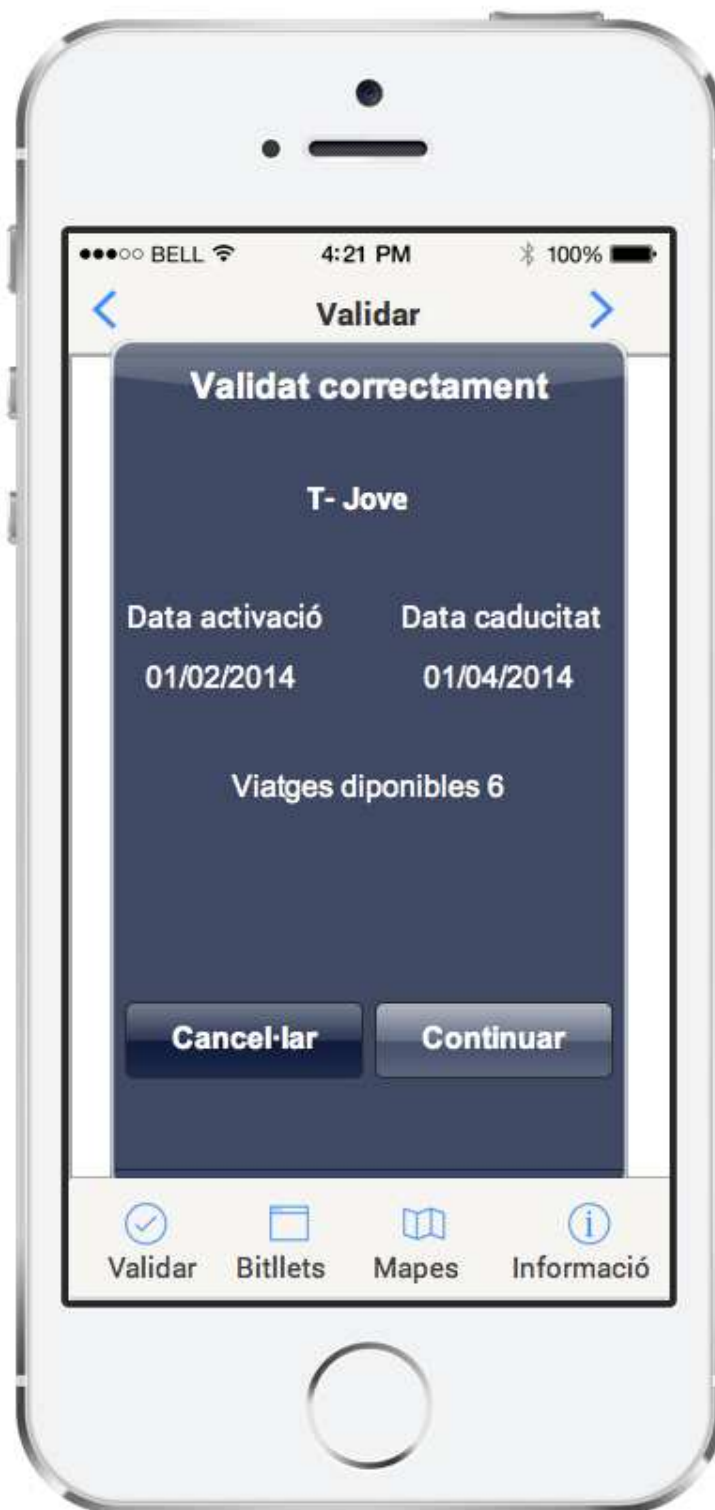 BELL 4:21 PM 100%
Validar
Validat correctament
T- Jove
Data activació Data caducitat
01/02/2014 01/04/2014
Viatges diponibles 6
Cancel·lar Continuar
Validar Bitllets Mapes Informació